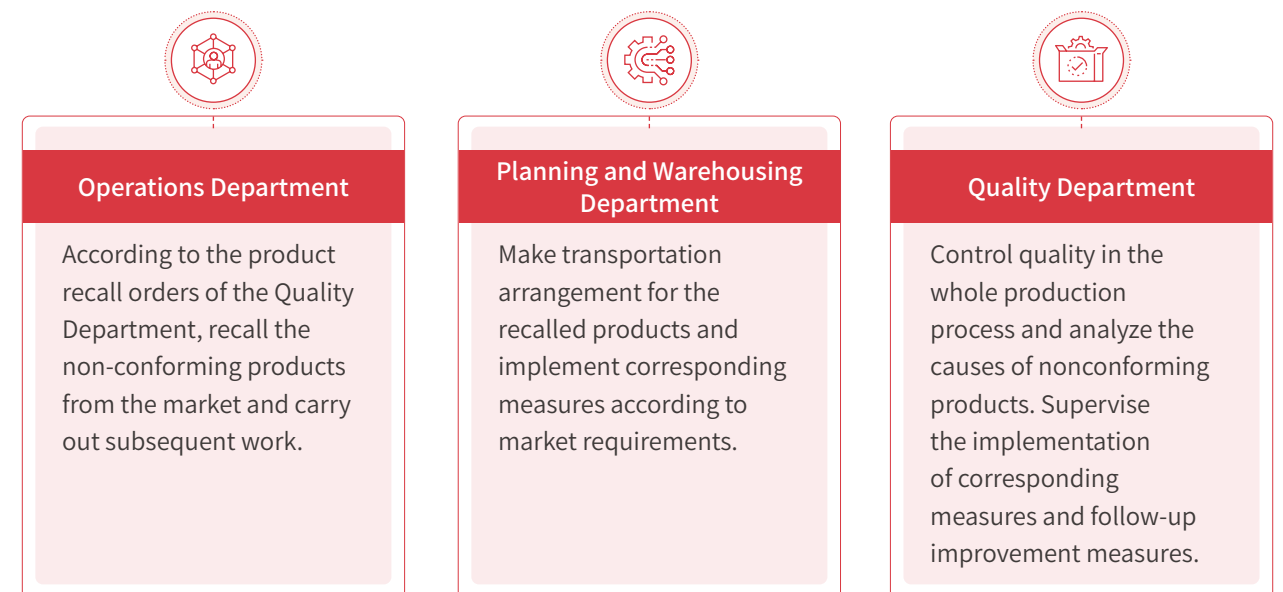 Operations Department
According to the product
recall orders of the Quality
Department, recall the
non-conforming products
from the market and carry
out subsequent work.
Planning and Warehousing
Department
Make transportation
arrangement for the
recalled products and
implement corresponding
measures according to
market requirements.
Quality Department
Control quality in the
whole production
process and analyze the
causes of nonconforming
products. Supervise
the implementation
of corresponding
measures and follow-up
improvement measures.